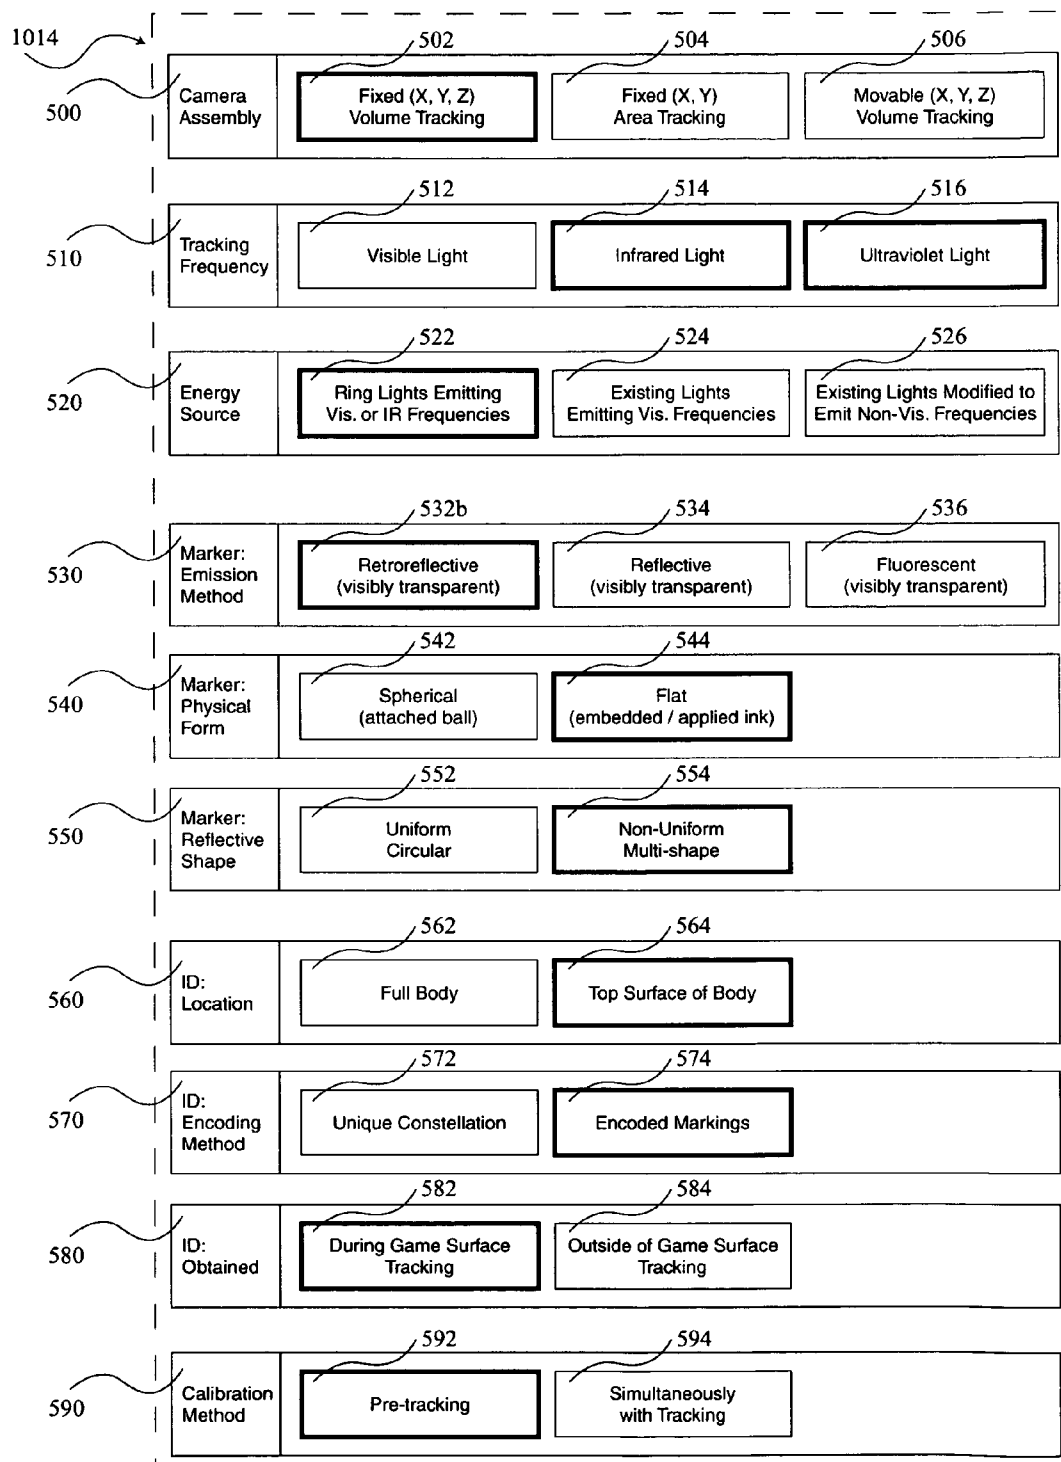 1014
502
504
506
500
Camera
Assembly
Fixed (X, Y, Z)
Volume Tracking
Fixed (X, Y)
Area Tracking
Movable (X, Y, Z)
Volume Tracking
512
514
516
510
Tracking
Frequency
Visible Light
Infrared Light
Ultraviolet Light
522
524
526
520
Energy
Source
Ring Lights Emitting
Vis. or IR Frequencies
Existing Lights
Emitting Vis. Frequencies
Existing Lights Modified to
Emit Non-Vis. Frequencies
532b
534
536
530
Marker:
Emission
Method
Retroreflective
(visibly transparent)
Reflective
(visibly transparent)
Fluorescent
(visibly transparent)
542
544
540
Marker:
Physical
Form
Spherical
(attached ball)
Flat
(embedded / applied ink)
552
554
550
Marker:
Reflective
Shape
Uniform
Circular
Non-Uniform
Multi-shape
562
564
560
ID:
Location
Full Body
Top Surface of Body
572
574
570
ID:
Encoding
Method
Unique Constellation
Encoded Markings
582
584
580
ID:
Obtained
During Game Surface
Tracking
Outside of Game Surface
Tracking
592
594
590
Calibration
Method
Pre-tracking
Simultaneously
with Tracking